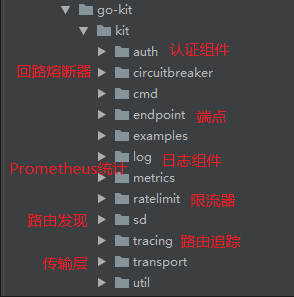 go-kit
kit
auth 认证组件
回路熔断器 circuitbreaker
cmd
endpoint 端点
examples
log 日志组件
Prometheus统计 metrics
ratelimit 限流器
路由发现 sd
tracing 路由追踪
传输层 transport
util